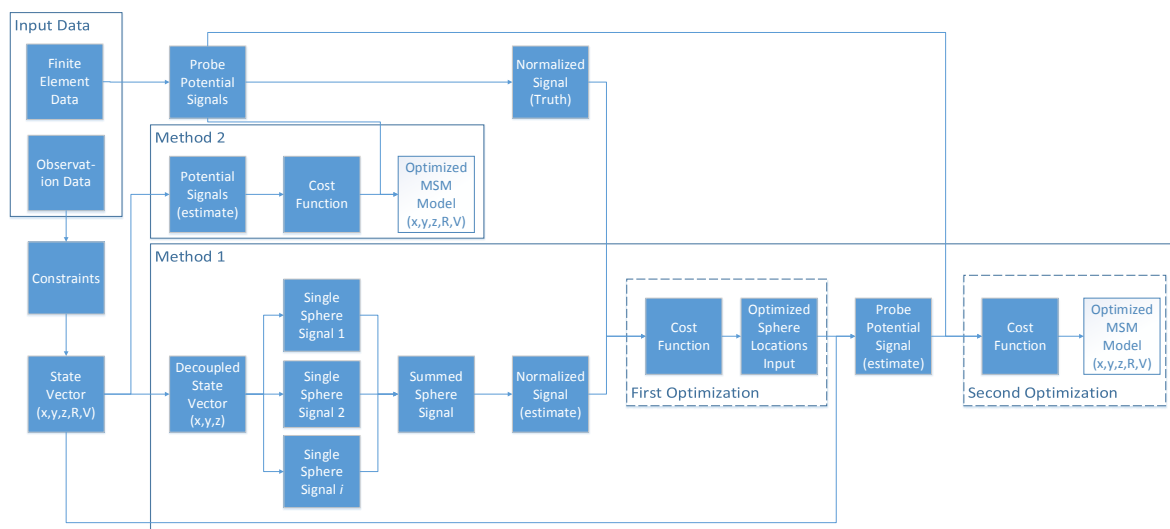 Input Data
Finite
Element
Data
Observat-
ion Data
Constraints
State
Vector
(x,y,z,R,V)
Probe
Potential
Signals
Normalized
Signal
(Truth)
Method 2
Potential
Signals
(estimate)
Cost
Function
Optimized
MSM
Model
(x,y,z,R,V)
Method 1
Decoupled
State
Vector
(x,y,z)
Single
Sphere
Signal 1
Single
Sphere
Signal 2
Single
Sphere
Signal i
Summed
Sphere
Signal
Normalized
Signal
(estimate)
Cost
Function
Optimized
Sphere
Locations
Input
First Optimization
Probe
Potential
Signal
(estimate)
Cost
Function
Optimized
MSM
Model
(x,y,z,R,V)
Second Optimization